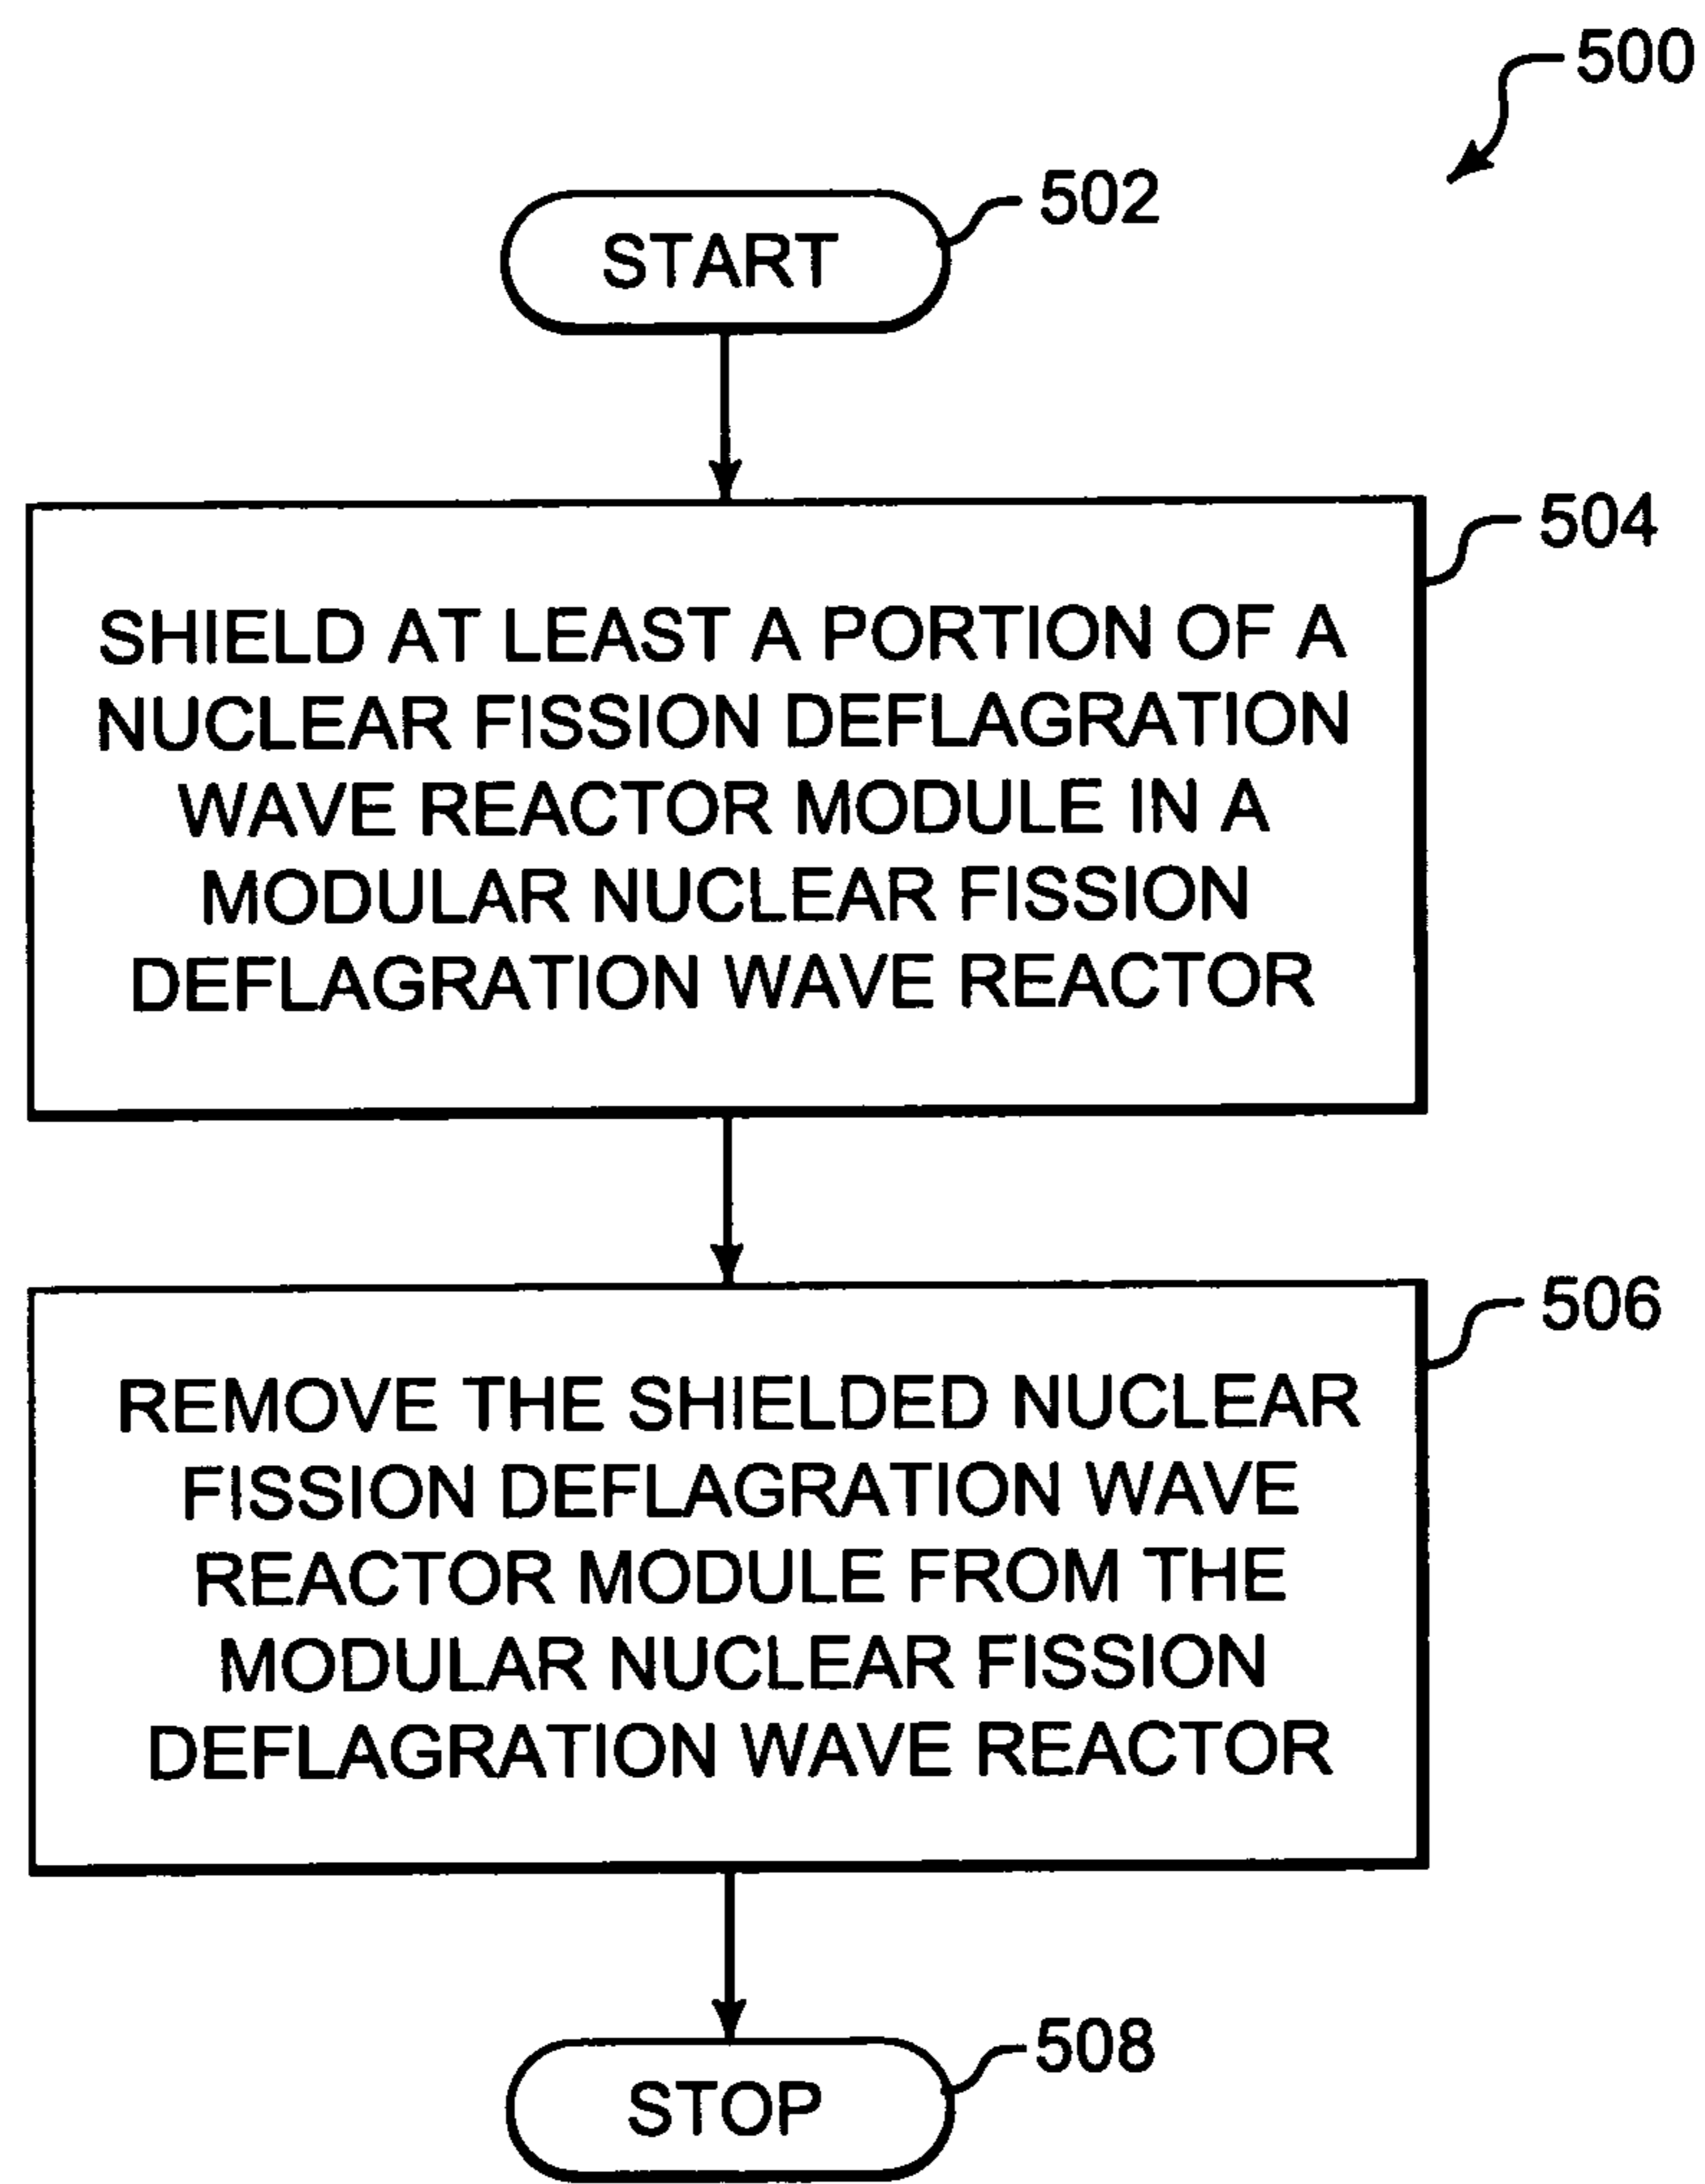 500
502
START
504
SHIELD AT LEAST A PORTION OF A
NUCLEAR FISSION DEFLAGRATION
WAVE REACTOR MODULE IN A
MODULAR NUCLEAR FISSION
DEFLAGRATION WAVE REACTOR
506
REMOVE THE SHIELDED NUCLEAR
FISSION DEFLAGRATION WAVE
REACTOR MODULE FROM THE
MODULAR NUCLEAR FISSION
DEFLAGRATION WAVE REACTOR
508
STOP